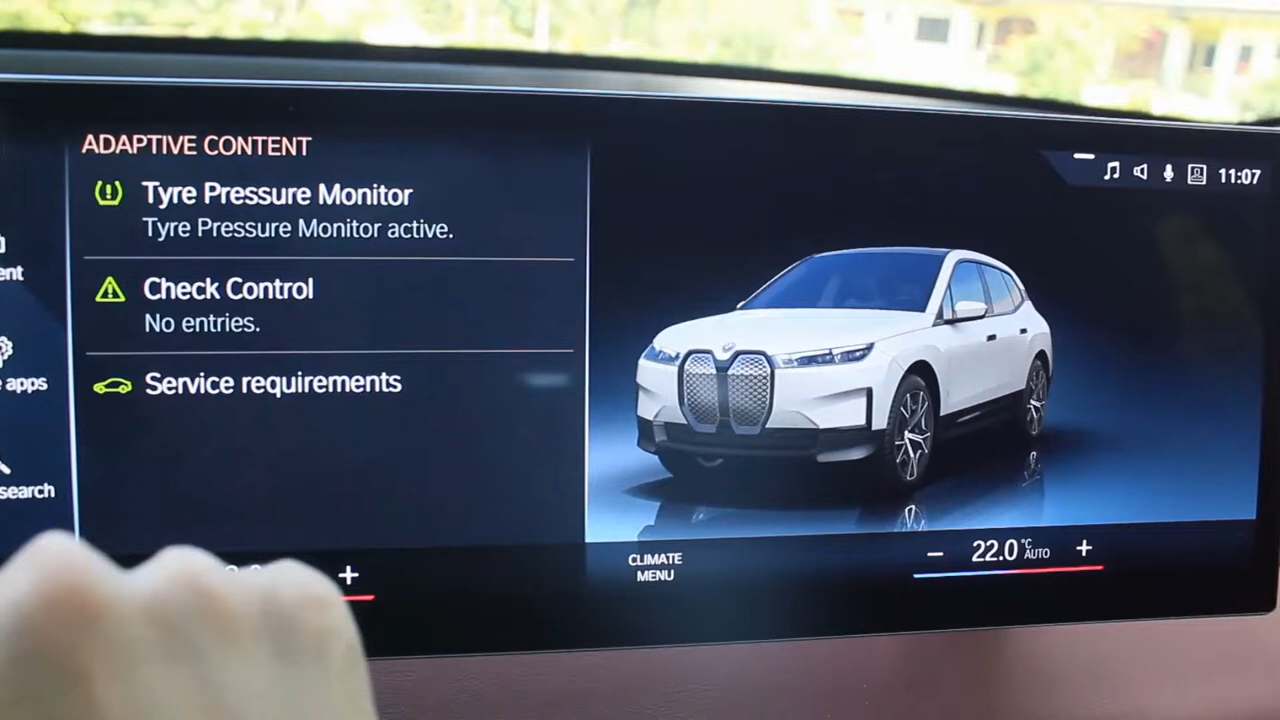 ADAPTIVE CONTENT
Tyre Pressure Monitor
Tyre Pressure Monitor active.
Check Control
No entries.
Service requirements
ent
apps
search
11:07
CLIMATE
MENU
− 22.0 °C AUTO +
+